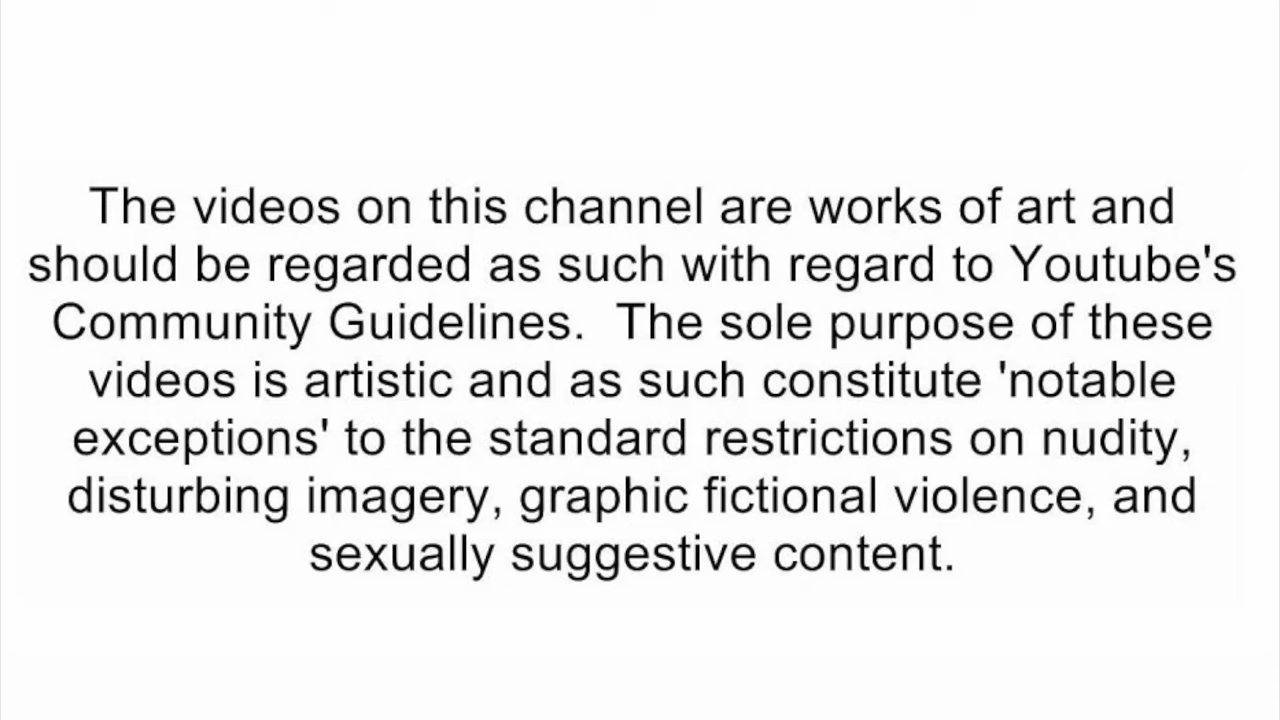 The videos on this channel are works of art and
should be regarded as such with regard to Youtube's
Community Guidelines.  The sole purpose of these
videos is artistic and as such constitute 'notable
exceptions' to the standard restrictions on nudity,
disturbing imagery, graphic fictional violence, and
sexually suggestive content.